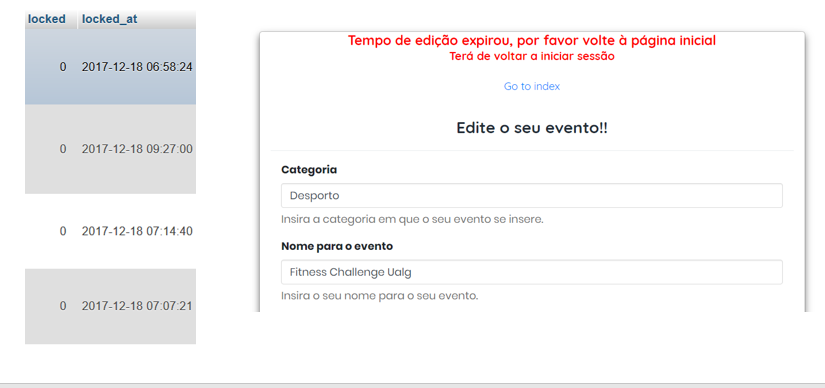 locked locked_at
0 2017-12-18 06:58:24
0 2017-12-18 09:27:00
0 2017-12-18 07:14:40
0 2017-12-18 07:07:21
Tempo de edição expirou, por favor volte à página inicial
Terá de voltar a iniciar sessão
Go to index
Edite o seu evento!!
Categoria
Desporto
Insira a categoria em que o seu evento se insere.
Nome para o evento
Fitness Challenge Ualg
Insira o seu nome para o seu evento.